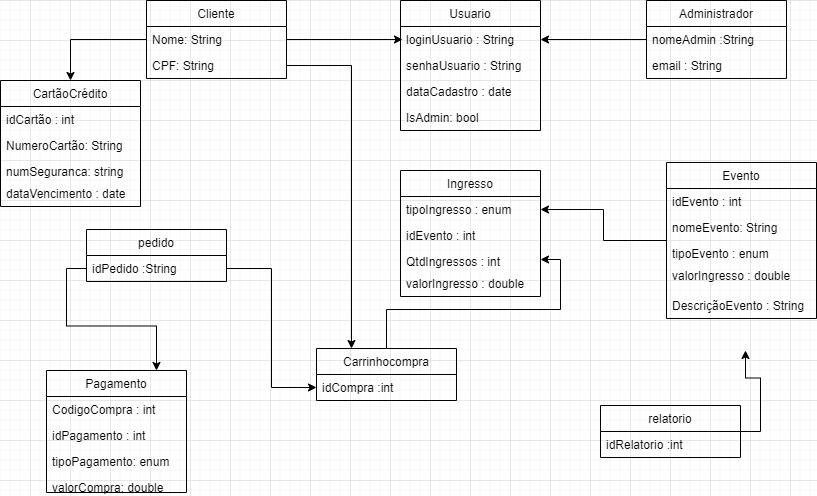 Cliente
Nome: String
CPF: String
Usuario
loginUsuario : String
senhaUsuario : String
dataCadastro : date
IsAdmin: bool
Administrador
nomeAdmin :String
email : String
CartãoCrédito
idCartão : int
NumeroCartão: String
numSeguranca: string
dataVencimento : date
Ingresso
tipoIngresso : enum
idEvento : int
QtdIngressos : int
valorIngresso : double
Evento
idEvento : int
nomeEvento: String
tipoEvento : enum
valorIngresso : double
DescriçãoEvento : String
pedido
idPedido :String
Carrinhocompra
idCompra :int
Pagamento
CodigoCompra : int
idPagamento : int
tipoPagamento: enum
valorCompra: double
relatorio
idRelatorio :int